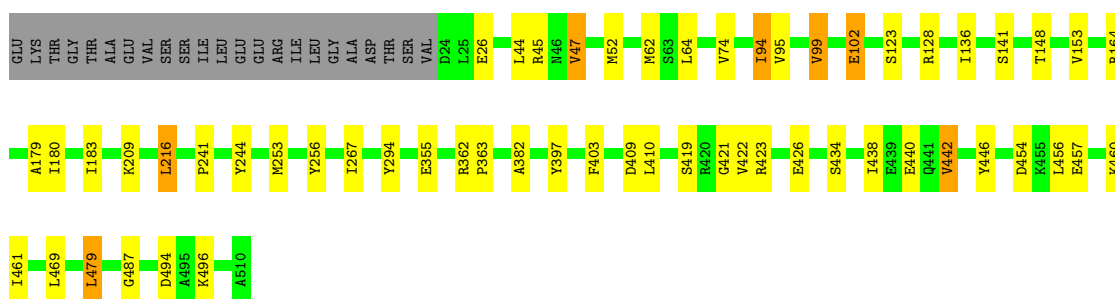 GLU LYS THR GLY THR ALA GLU VAL SER SER ILE LEU GLU GLU ARG ILE LEU GLY ALA ASP THR SER VAL D24 L25 E26 L44 R45 N46 V47 M52 M62 S63 L64 V74 I94 V95 V99 E102 S123 R128 I136 S141 T148 V153 R164
A179 I180 I183 K209 L216 P241 Y244 M253 Y256 I267 Y294 E355 R362 P363 A382 Y397 F403 D409 L410 S419 R420 G421 V422 R423 E426 S434 I438 E439 E440 Q441 V442 Y446 D454 K455 L456 E457 K460
I461 L469 L479 G487 D494 A495 K496 A510